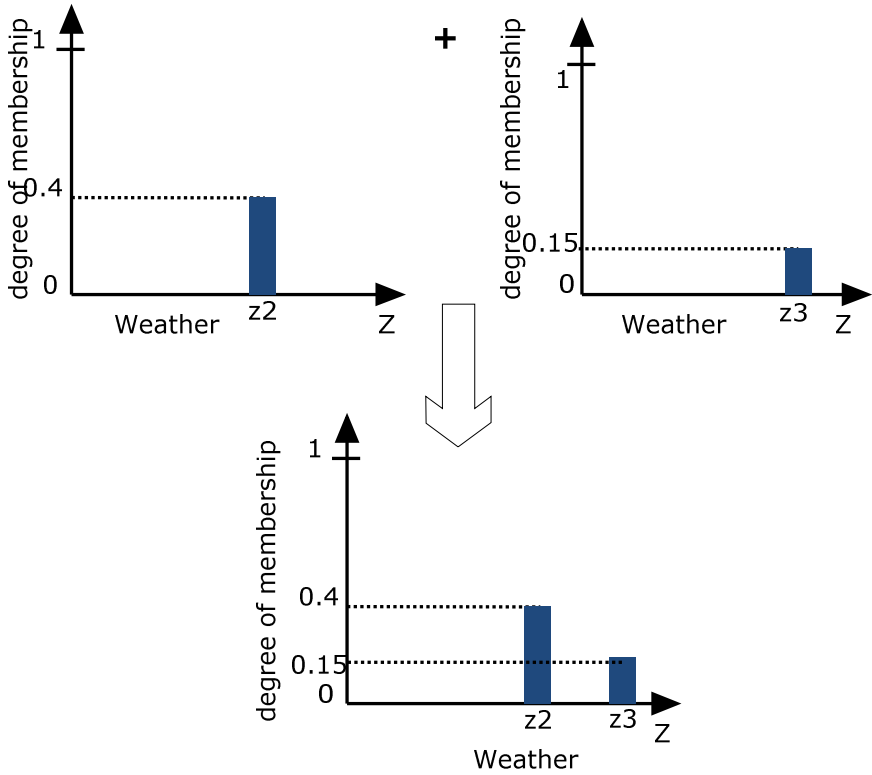 degree of membership
1
0.4
0
z2
Weather
Z
+
degree of membership
1
0.15
0
z3
Weather
Z
degree of membership
1
0.4
0.15
0
z2
z3
Z
Weather